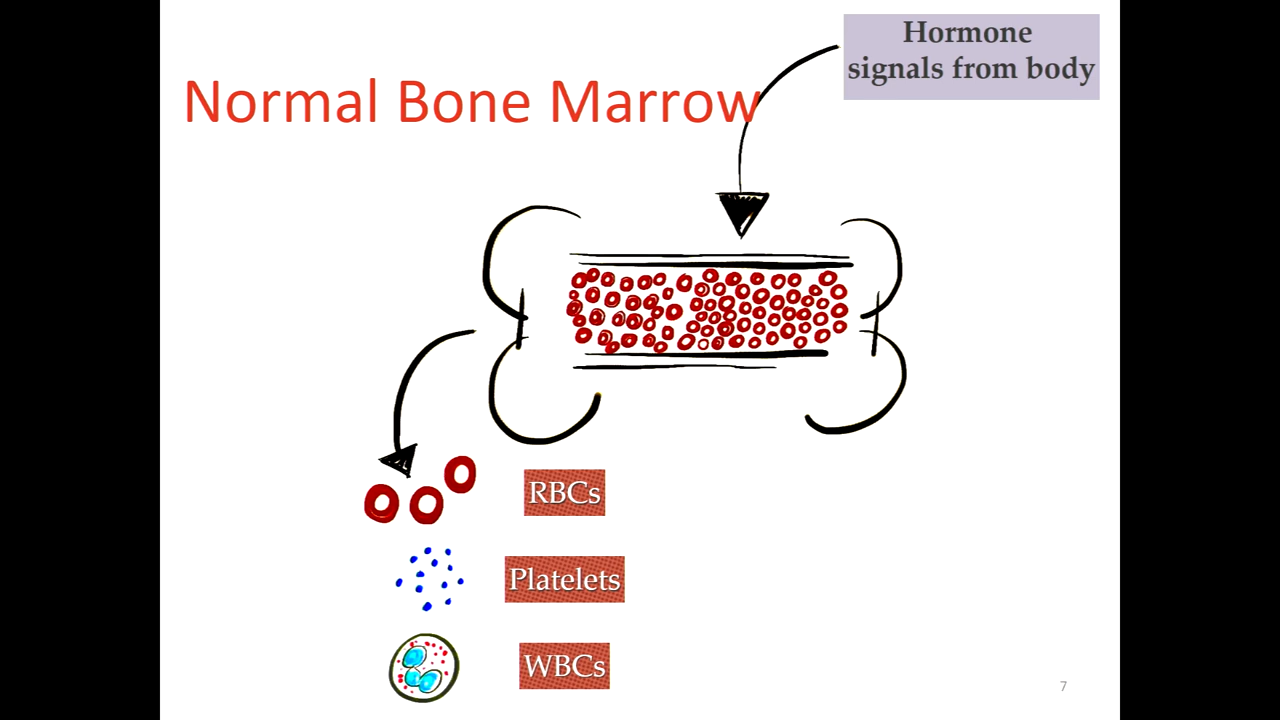 Hormone
signals from body
Normal Bone Marrow
RBCs
Platelets
WBCs
7